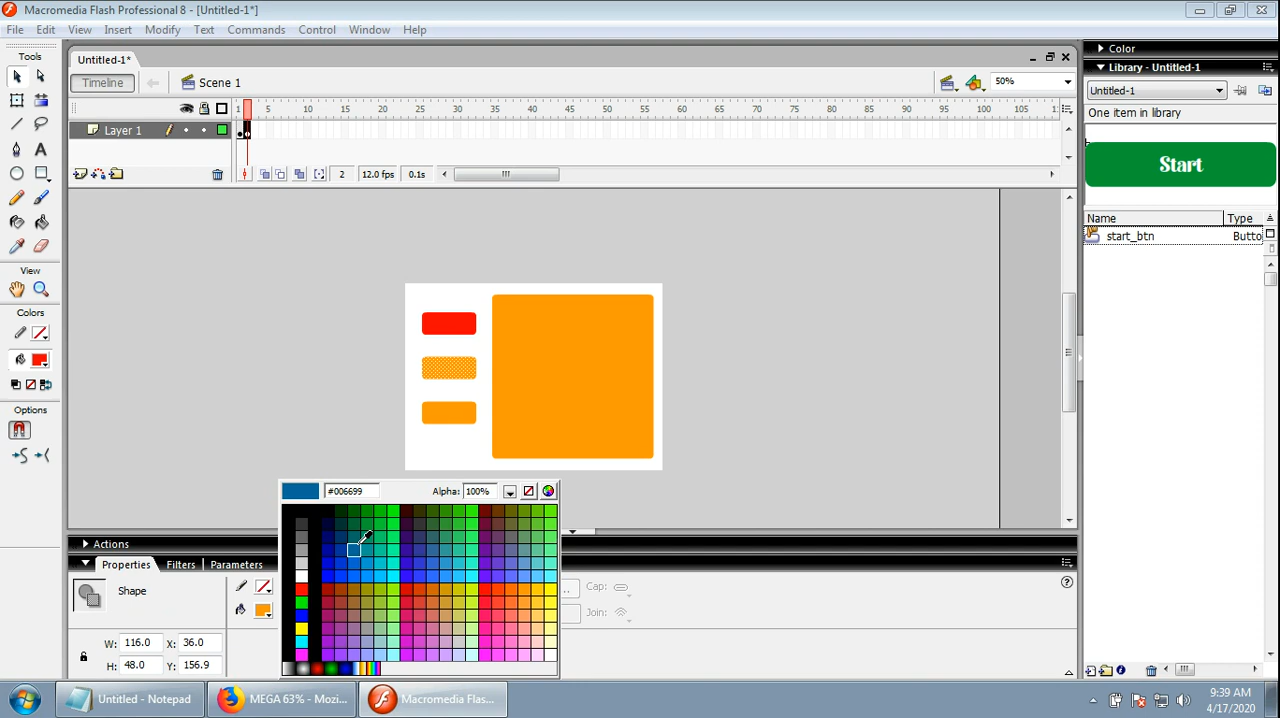 Macromedia Flash Professional 8 - [Untitled-1*]
File Edit View Insert Modify Text Commands Control Window Help
Tools
Untitled-1*
Timeline
Scene 1
50%
1 5 10 15 20 25 30 35 40 45 50 55 60 65 70 75 80 85 90 95 100 105
Layer 1
2 12.0 fps 0.1s
View
Colors
Options
Color
Library - Untitled-1
Untitled-1
One item in library
Start
Name Type
start_btn Butto
#006699 Alpha: 100%
Actions
Properties Filters Parameters
Shape
Cap:
Join:
W: 116.0 X: 36.0
H: 48.0 Y: 156.9
Untitled - Notepad
MEGA 63% - Mozi...
Macromedia Flas...
9:39 AM
4/17/2020